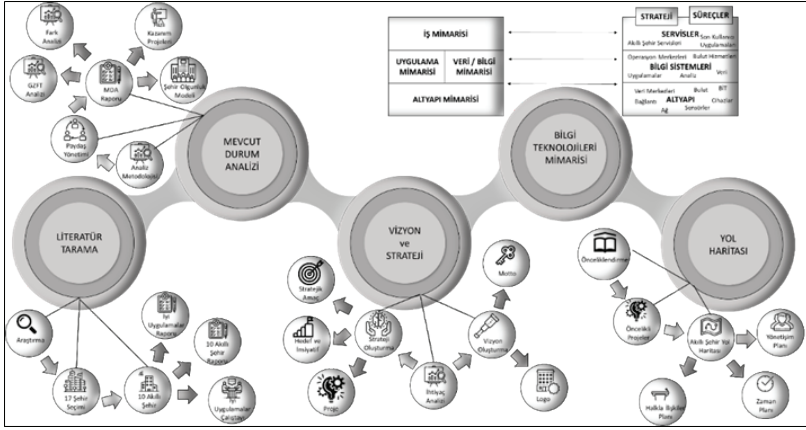 Fark
Analizi
Kazanım
Projeleri
GZFT
Analizi
MDA
Raporu
Şehir Olgunluk
Modeli
Paydaş
Yönetimi
Analiz
Metodolojisi
MEVCUT
DURUM
ANALİZİ
LİTERATÜR
TARAMA
Araştırma
17 Şehir
Seçimi
10 Akıllı
Şehir
İyi
Uygulamalar
Raporu
10 Akıllı
Şehir
Raporu
İyi
Uygulamalar
Çalıştayı
VİZYON
ve
STRATEJİ
Stratejik
Amaç
Hedef ve
İnisiyatif
Strateji
Oluşturma
Proje
İhtiyaç
Analizi
Vizyon
Oluşturma
Motto
Logo
İŞ MİMARİSİ
UYGULAMA
MİMARİSİ
VERİ / BİLGİ
MİMARİSİ
ALTYAPI MİMARİSİ
STRATEJİ
SÜREÇLER
SERVİSLER
Akıllı Şehir Servisleri
Son Kullanıcı
Uygulamaları
Operasyon Merkezleri
Bulut Hizmetleri
BİLGİ SİSTEMLERİ
Uygulamalar
Analiz
Veri
Veri Merkezleri
Bulut
BİT
Bağlantı
ALTYAPI
Cihazlar
Ağ
Sensörler
BİLGİ
TEKNOLOJİLERİ
MİMARİSİ
YOL
HARİTASI
Önceliklendirme
Öncelikli
Projeler
Akıllı Şehir Yol
Haritası
Yönetişim
Planı
Halkla İlişkiler
Planı
Zaman
Planı